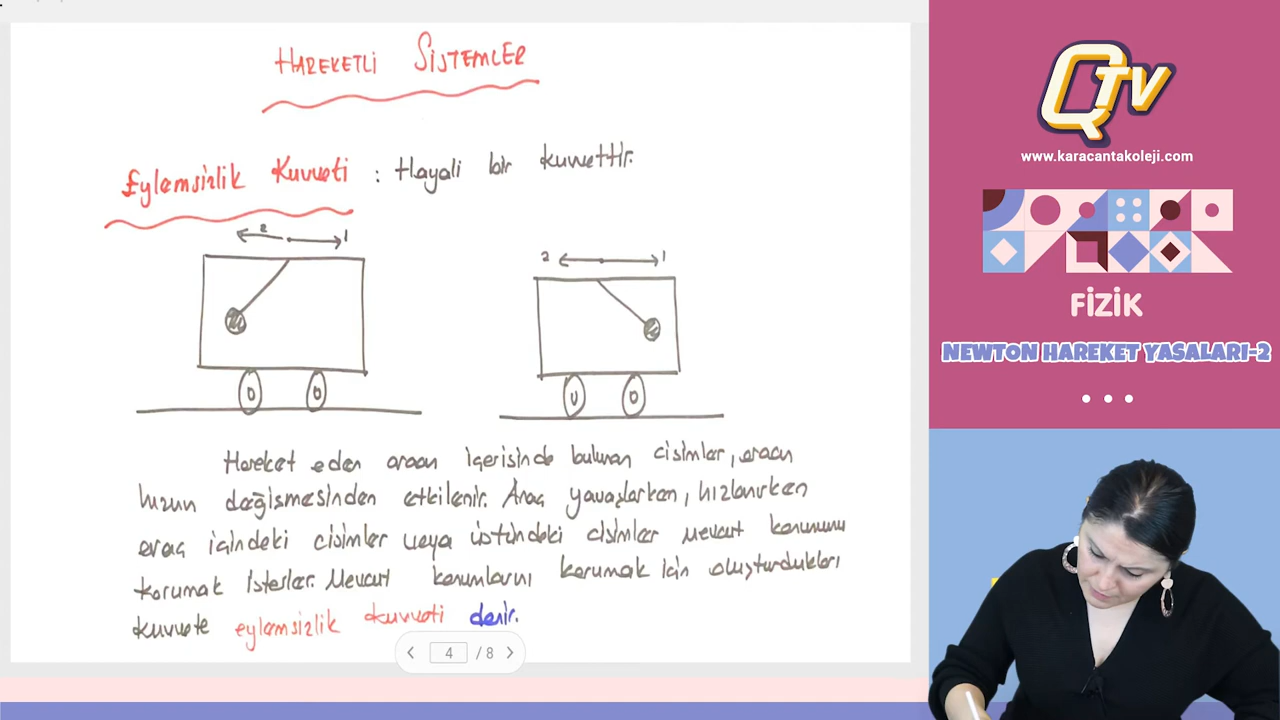 HAREKETLİ SİSTEMLER
Eylemsizlik Kuvveti : Hayali bir kuvvettir.
2 1
2 1
Hareket eden aracın içerisinde bulunan cisimler, aracın
hızının değişmesinden etkilenir. Araç yavaşlarken, hızlanırken
araç içindeki cisimler veya üstündeki cisimler mevcut konumunu
korumak isterler. Mevcut konumlarını korumak için oluşturdukları
kuvvete eylemsizlik kuvveti denir.
4 / 8
QTV
www.karacantakoleji.com
FİZİK
NEWTON HAREKET YASALARI-2